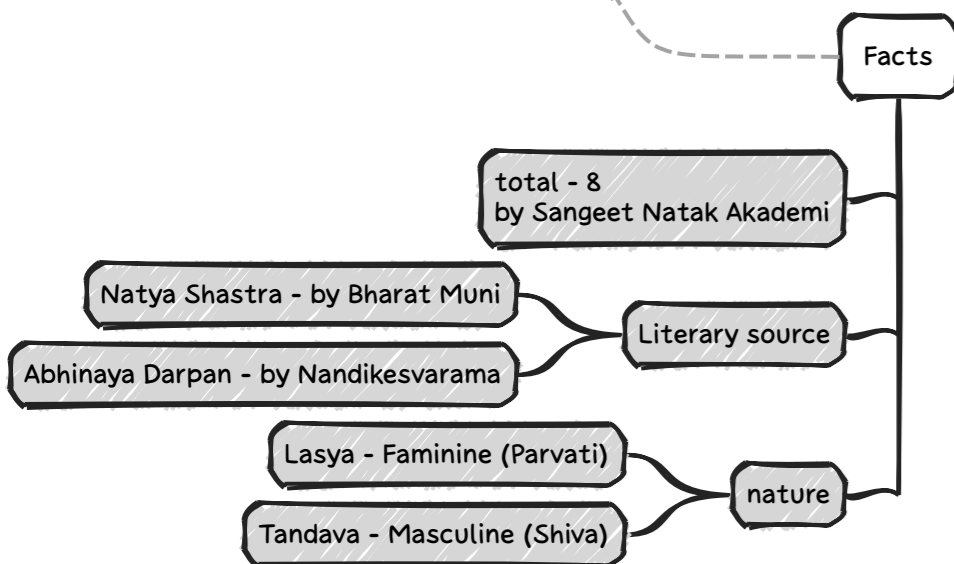 Facts
total - 8
by Sangeet Natak Akademi
Natya Shastra - by Bharat Muni
Literary source
Abhinaya Darpan - by Nandikesvarama
Lasya - Faminine (Parvati)
nature
Tandava - Masculine (Shiva)